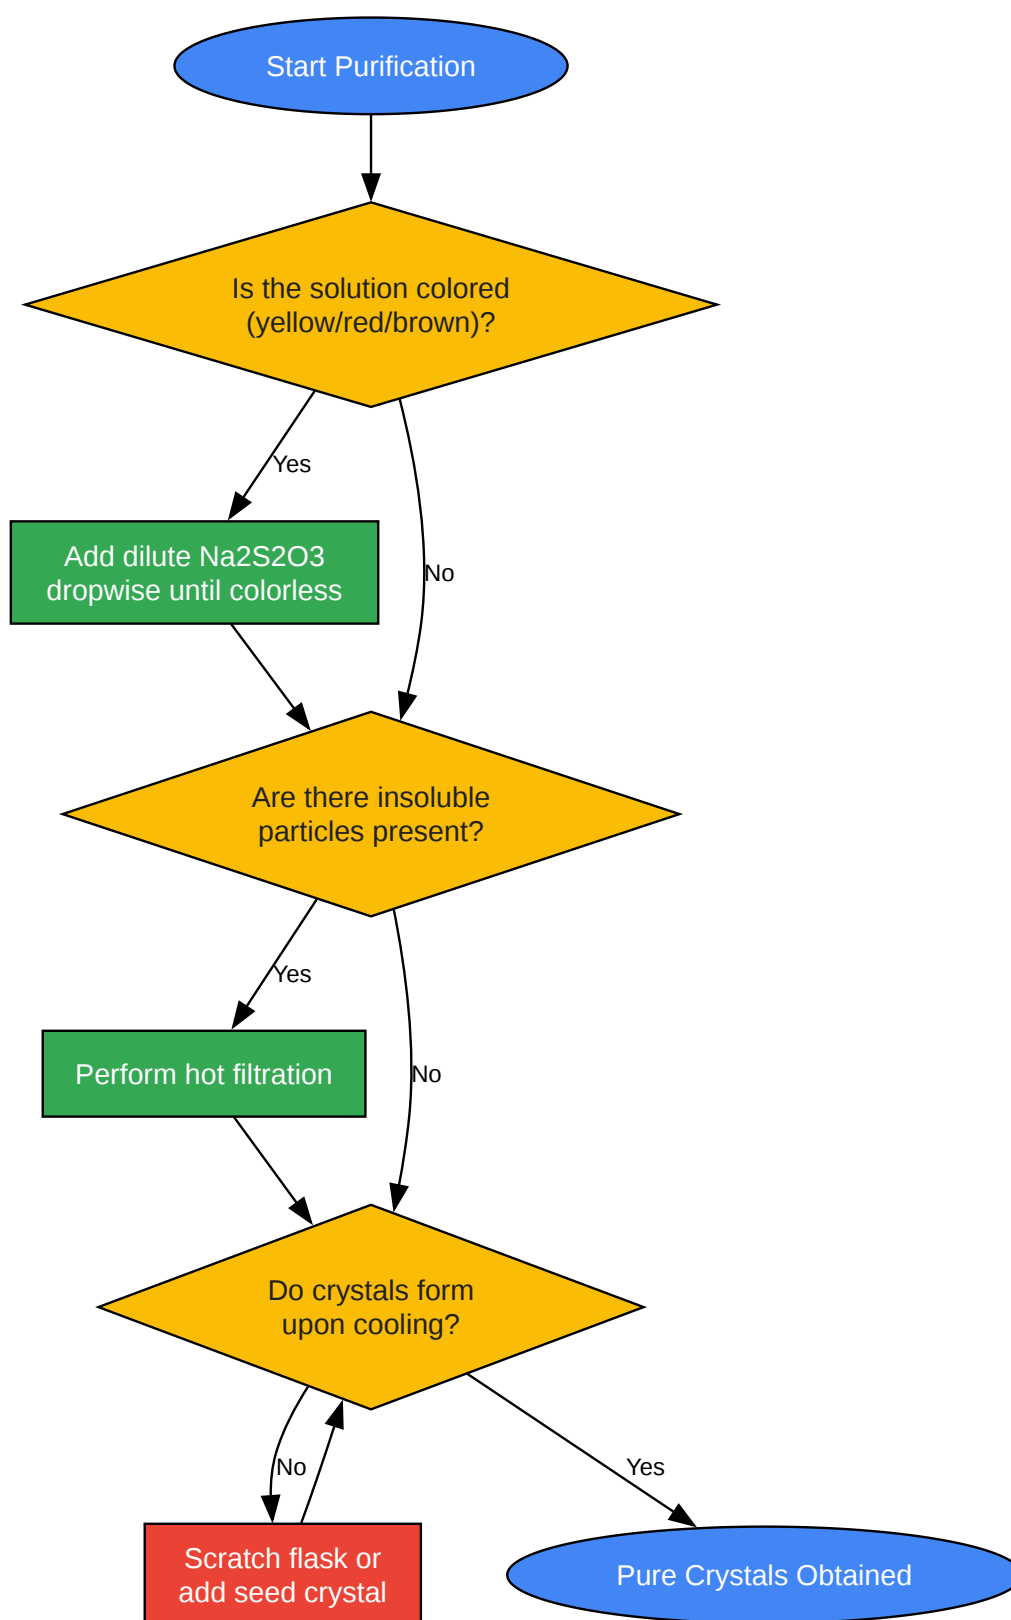 Start Purification
Is the solution colored
(yellow/red/brown)?
Yes
Add dilute Na2S2O3
dropwise until colorless
No
Are there insoluble
particles present?
Yes
Perform hot filtration
No
Do crystals form
upon cooling?
No
Yes
Scratch flask or
add seed crystal
Pure Crystals Obtained